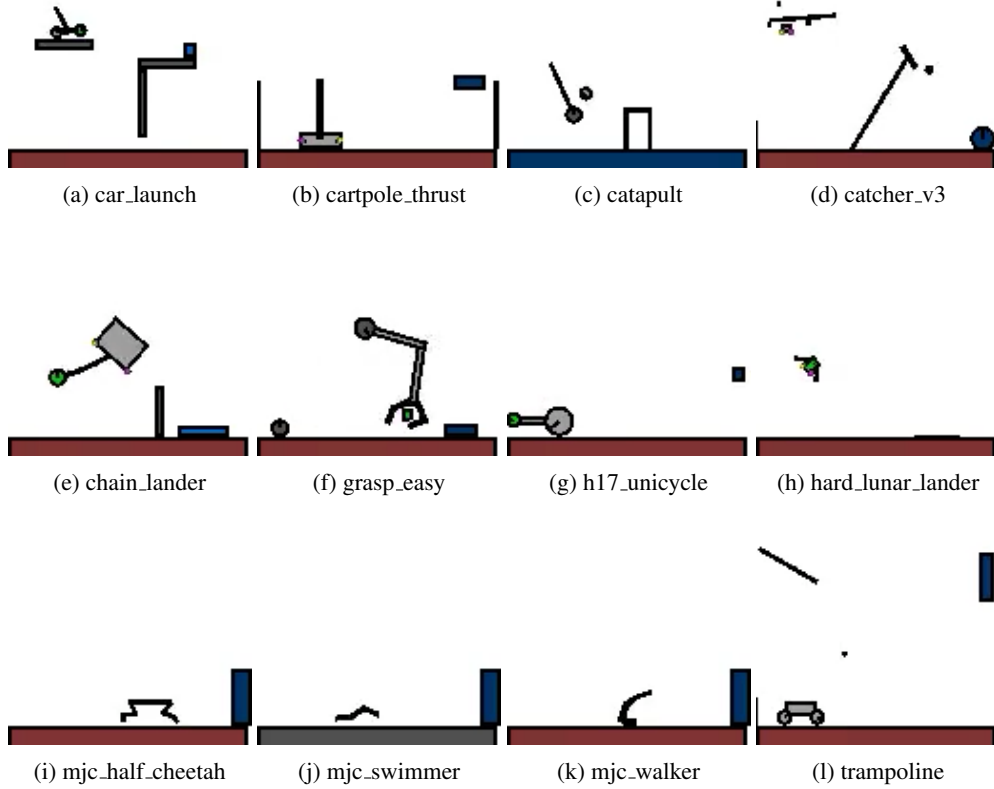 (a) car_launch
(b) cartpole_thrust
(c) catapult
(d) catcher_v3
(e) chain_lander
(f) grasp_easy
(g) h17_unicycle
(h) hard_lunar_lander
(i) mjc_half_cheetah
(j) mjc_swimmer
(k) mjc_walker
(l) trampoline